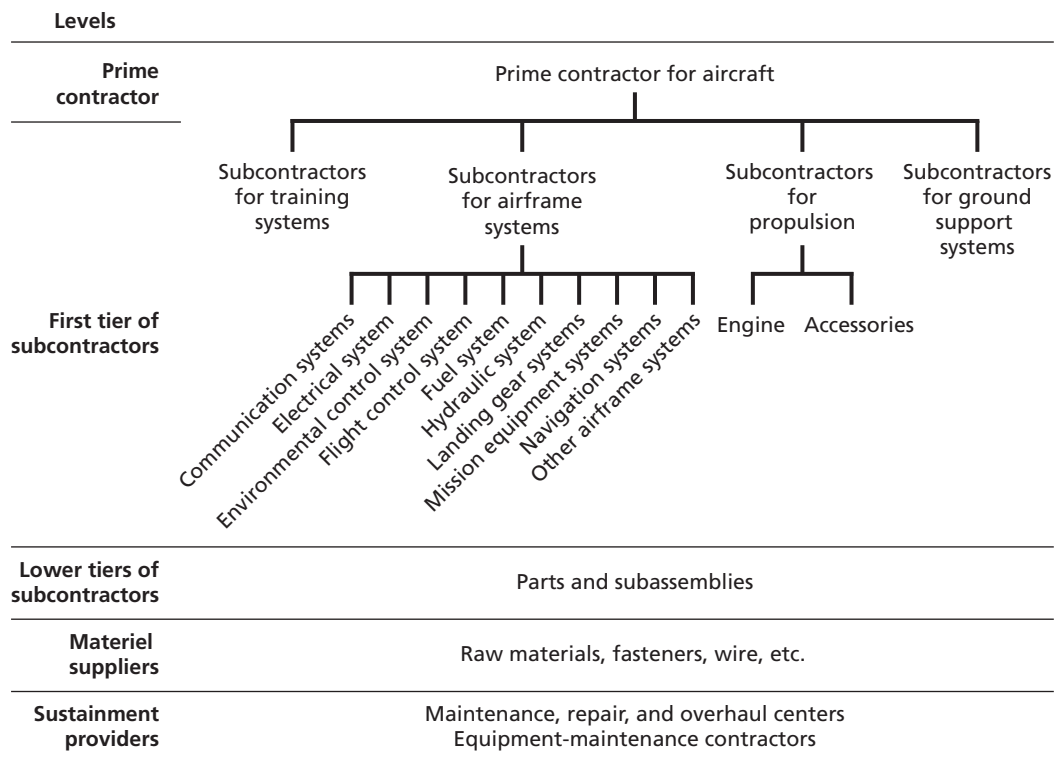 Levels
Prime
contractor
Prime contractor for aircraft
Subcontractors
for training
systems
Subcontractors
for airframe
systems
Subcontractors
for
propulsion
Subcontractors
for ground
support
systems
First tier of
subcontractors
Communication systems
Electrical system
Environmental control system
Flight control system
Fuel system
Hydraulic system
Landing gear systems
Mission equipment systems
Navigation systems
Other airframe systems
Engine
Accessories
Lower tiers of
subcontractors
Parts and subassemblies
Materiel
suppliers
Raw materials, fasteners, wire, etc.
Sustainment
providers
Maintenance, repair, and overhaul centers
Equipment-maintenance contractors